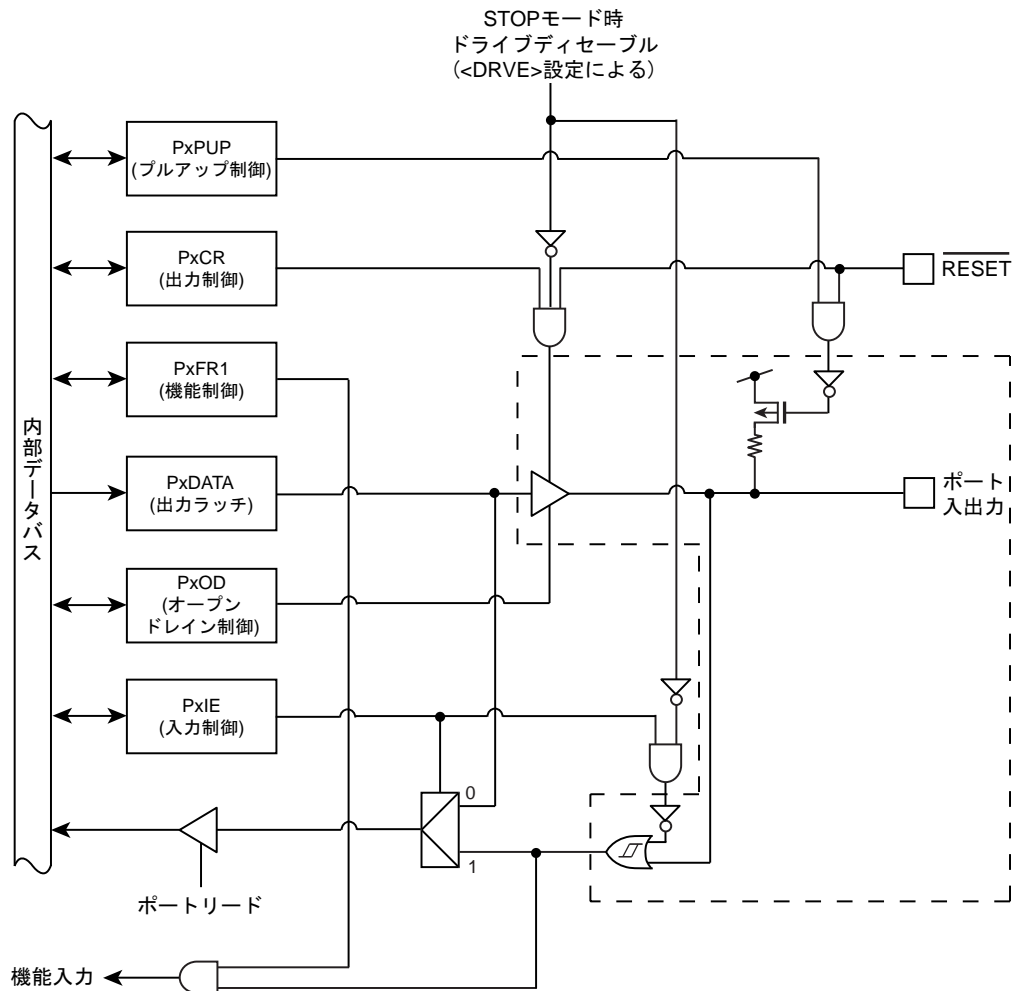 STOPモード時
ドライブディセーブル
(<DRVE>設定による)
PxPUP
(プルアップ制御)
PxCR
(出力制御)
RESET
PxFR1
(機能制御)
内部データバス
PxDATA
(出力ラッチ)
ポート
入出力
PxOD
(オープン
ドレイン制御)
PxIE
(入力制御)
0
1
ポートリード
機能入力